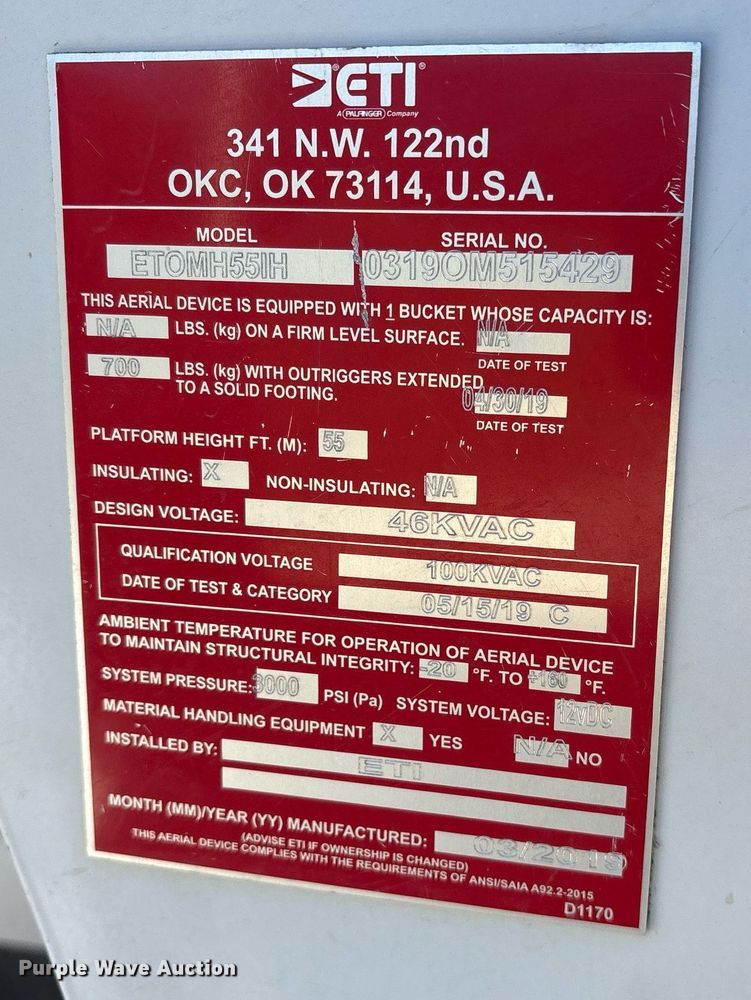 ETI®
A PALFINGER Company
341 N.W. 122nd
OKC, OK 73114, U.S.A.
MODEL SERIAL NO.
ETOMH55IH 0319OM515429
THIS AERIAL DEVICE IS EQUIPPED WITH 1 BUCKET WHOSE CAPACITY IS:
N/A LBS. (kg) ON A FIRM LEVEL SURFACE. N/A
DATE OF TEST
700 LBS. (kg) WITH OUTRIGGERS EXTENDED
TO A SOLID FOOTING. 04/30/19
DATE OF TEST
PLATFORM HEIGHT FT. (M): 55
INSULATING: X NON-INSULATING: N/A
DESIGN VOLTAGE: 46KVAC
QUALIFICATION VOLTAGE 100KVAC
DATE OF TEST & CATEGORY 05/15/19 C
AMBIENT TEMPERATURE FOR OPERATION OF AERIAL DEVICE
TO MAINTAIN STRUCTURAL INTEGRITY: -20 °F. TO +180 °F.
SYSTEM PRESSURE: 3000 PSI (Pa) SYSTEM VOLTAGE: 12vDC
MATERIAL HANDLING EQUIPMENT X YES N/A NO
INSTALLED BY: ETI
MONTH (MM)/YEAR (YY) MANUFACTURED: 03/2019
(ADVISE ETI IF OWNERSHIP IS CHANGED)
THIS AERIAL DEVICE COMPLIES WITH THE REQUIREMENTS OF ANSI/SAIA A92.2-2015
D1170
Purple Wave Auction